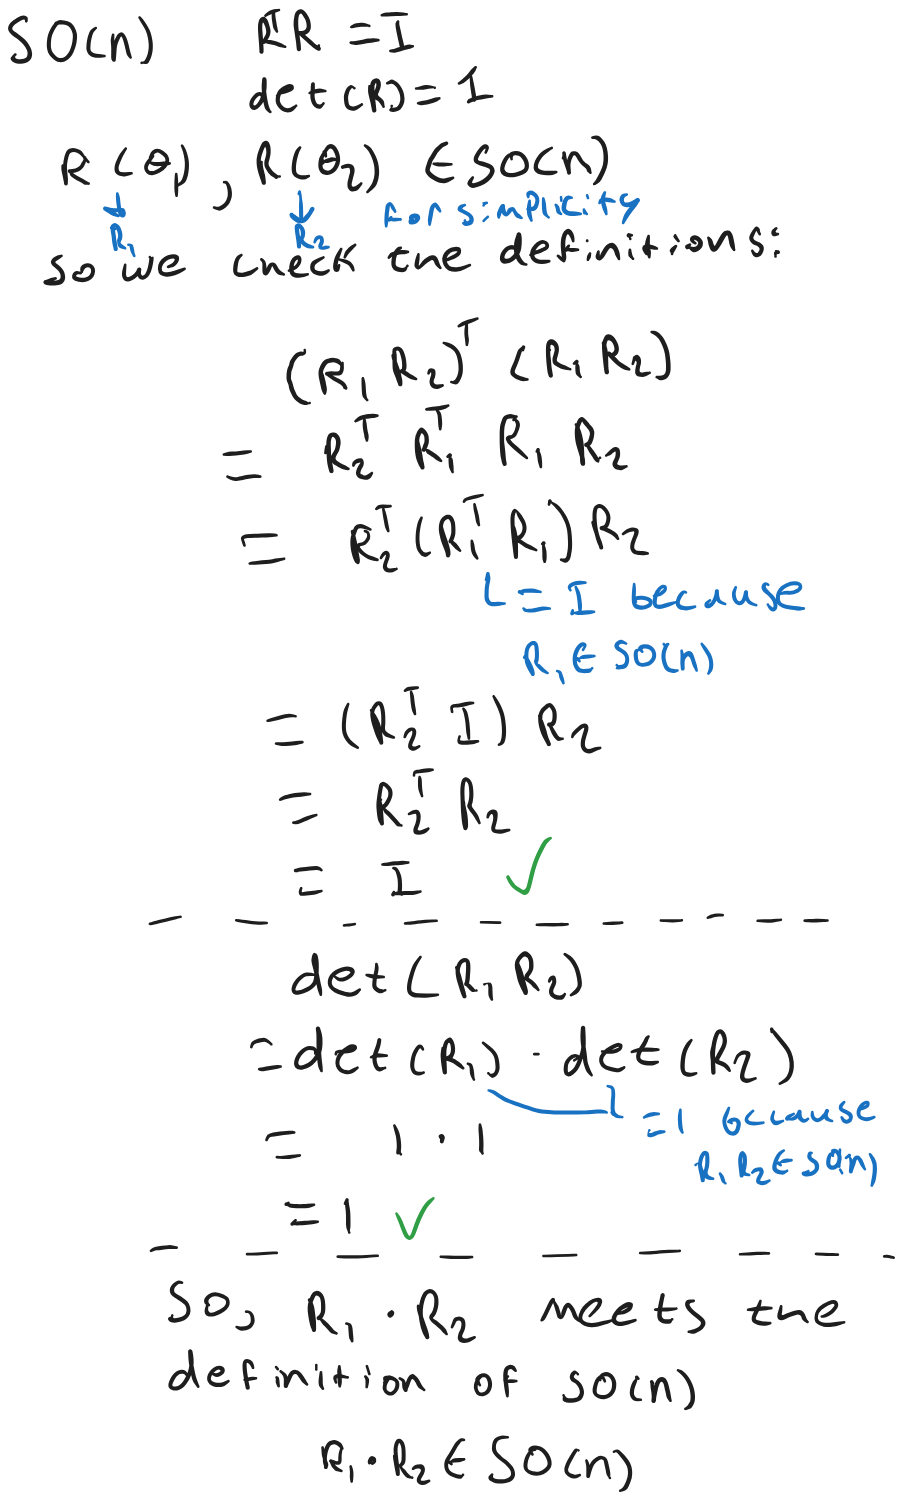 SO(n) RᵀR = I
det(R) = 1
R(θ₁), R(θ₂) ∈ SO(n)
↓ ↓ for simplicity
R₁ R₂
so we check the definitions:
(R₁ R₂)ᵀ (R₁ R₂)
= R₂ᵀ R₁ᵀ R₁ R₂
= R₂ᵀ (R₁ᵀ R₁) R₂
= I because
R₁ ∈ SO(n)
= (R₂ᵀ I) R₂
= R₂ᵀ R₂
= I ✓
det(R₁ R₂)
= det(R₁) · det(R₂)
= 1 because
= 1 · 1
R₁ R₂ ∈ SO(n)
= 1 ✓
So, R₁ · R₂ meets the
definition of SO(n)
R₁ · R₂ ∈ SO(n)